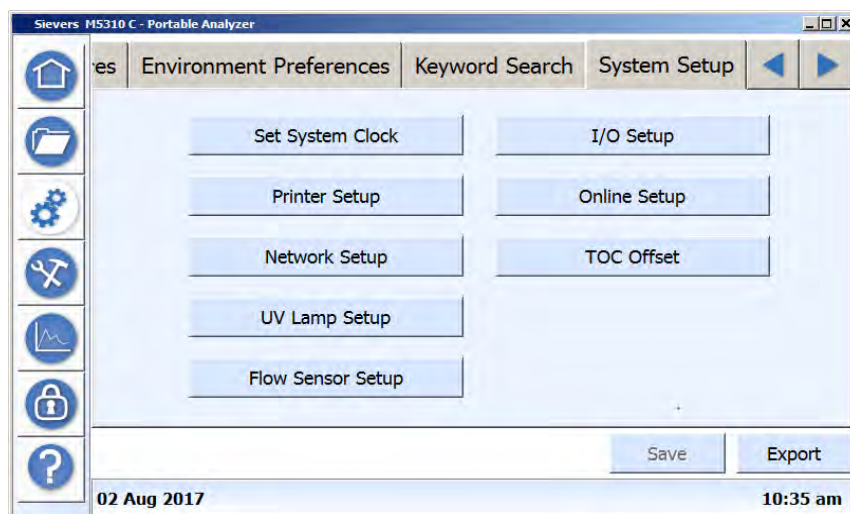 Sievers M5310 C - Portable Analyzer
es Environment Preferences Keyword Search System Setup
Set System Clock I/O Setup
Printer Setup Online Setup
Network Setup TOC Offset
UV Lamp Setup
Flow Sensor Setup
?
Save Export
02 Aug 2017 10:35 am